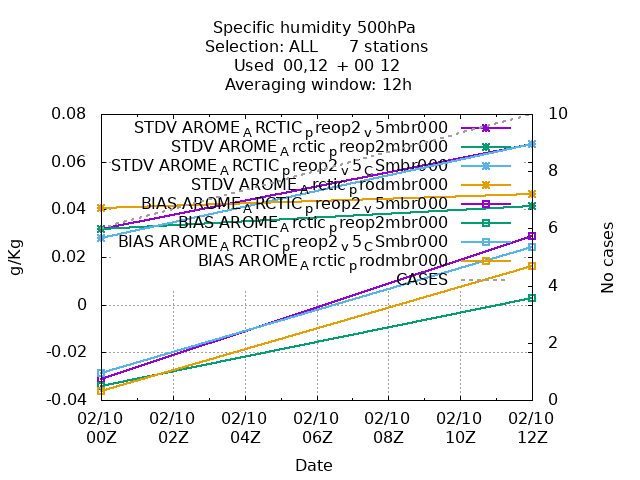 Specific humidity 500hPa
Selection: ALL      7 stations
Used  00,12  + 00 12
Averaging window: 12h
0.08
0.06
0.04
0.02
0
-0.02
-0.04
g/Kg
10
8
6
4
2
0
No cases
STDV AROME_ARCTIC_preop2_v5mbr000
STDV AROME_Arctic_preop2mbr000
STDV AROME_ARCTIC_preop2_v5_CSmbr000
STDV AROME_Arctic_prodmbr000
BIAS AROME_ARCTIC_preop2_v5mbr000
BIAS AROME_Arctic_preop2mbr000
BIAS AROME_ARCTIC_preop2_v5_CSmbr000
BIAS AROME_Arctic_prodmbr000
CASES
02/10 02/10 02/10 02/10 02/10 02/10 02/10
00Z 02Z 04Z 06Z 08Z 10Z 12Z
Date